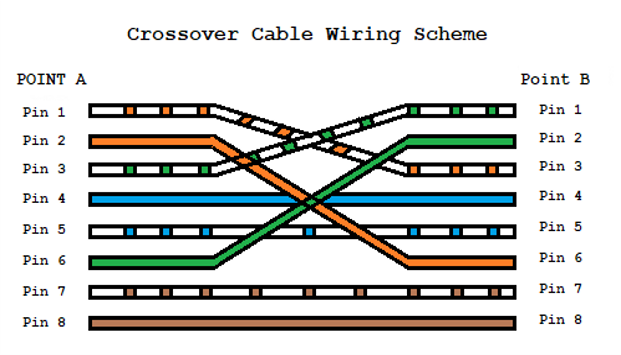 Crossover Cable Wiring Scheme
POINT A Point B
Pin 1 Pin 1
Pin 2 Pin 2
Pin 3 Pin 3
Pin 4 Pin 4
Pin 5 Pin 5
Pin 6 Pin 6
Pin 7 Pin 7
Pin 8 Pin 8